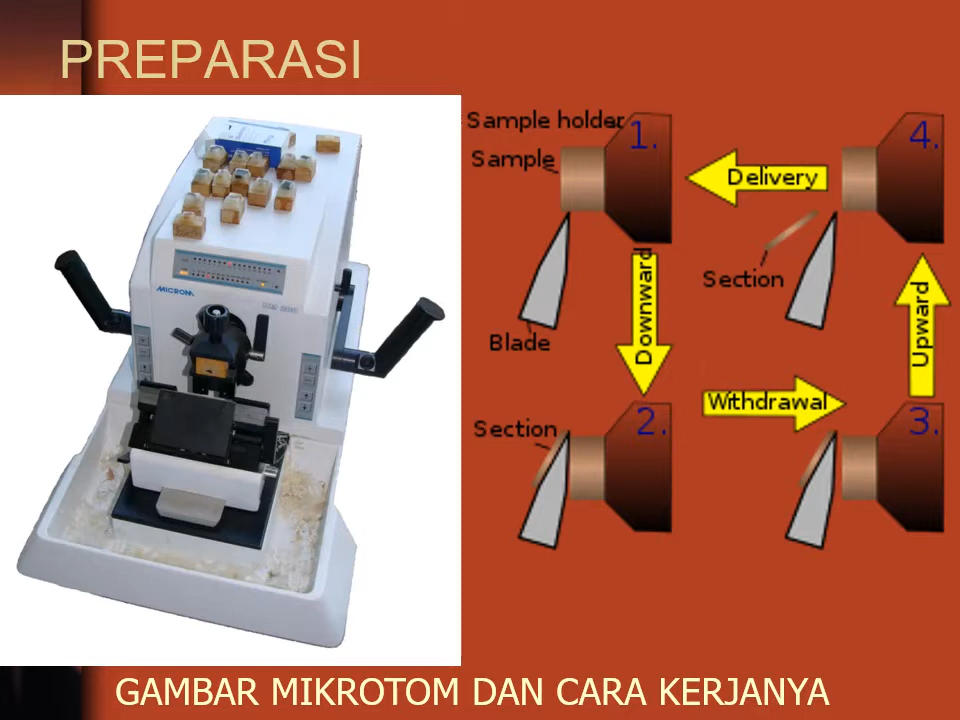 PREPARASI
MICROM
Sample holder
Sample
1.
Blade
Downward
Section
2.
Withdrawal
3.
Upward
4.
Section
Delivery
GAMBAR MIKROTOM DAN CARA KERJANYA